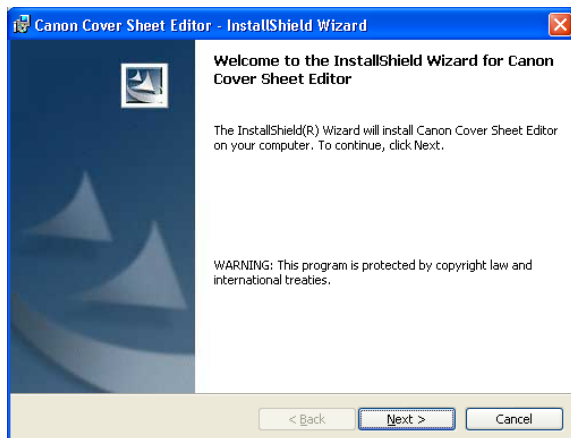 Canon Cover Sheet Editor - InstallShield Wizard
Welcome to the InstallShield Wizard for Canon
Cover Sheet Editor
The InstallShield(R) Wizard will install Canon Cover Sheet Editor
on your computer. To continue, click Next.
WARNING: This program is protected by copyright law and
international treaties.
< Back Next > Cancel